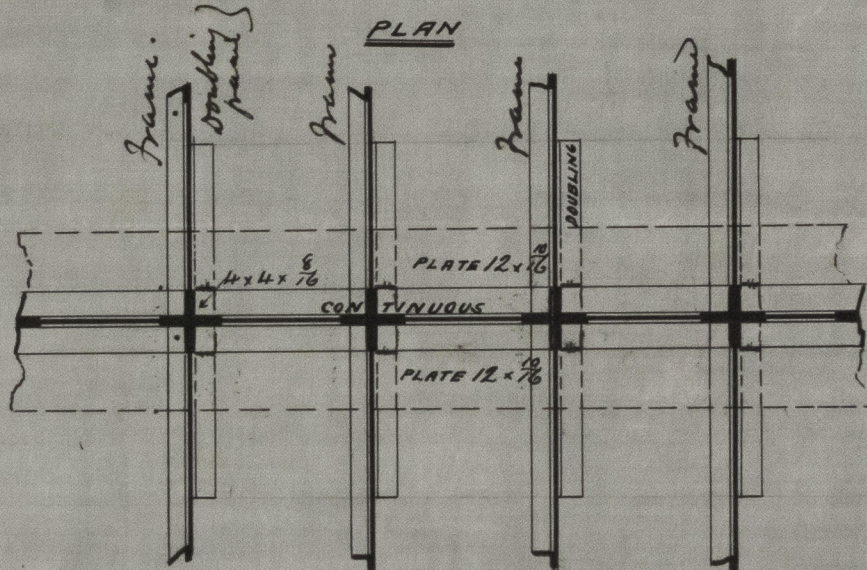 PLAN
Frame.
Doubling
frame
Frame
Frame
Frame
DOUBLING
4 x 4 x 8/16
PLATE 12 x 10/16
CONTINUOUS
PLATE 12 x 10/16